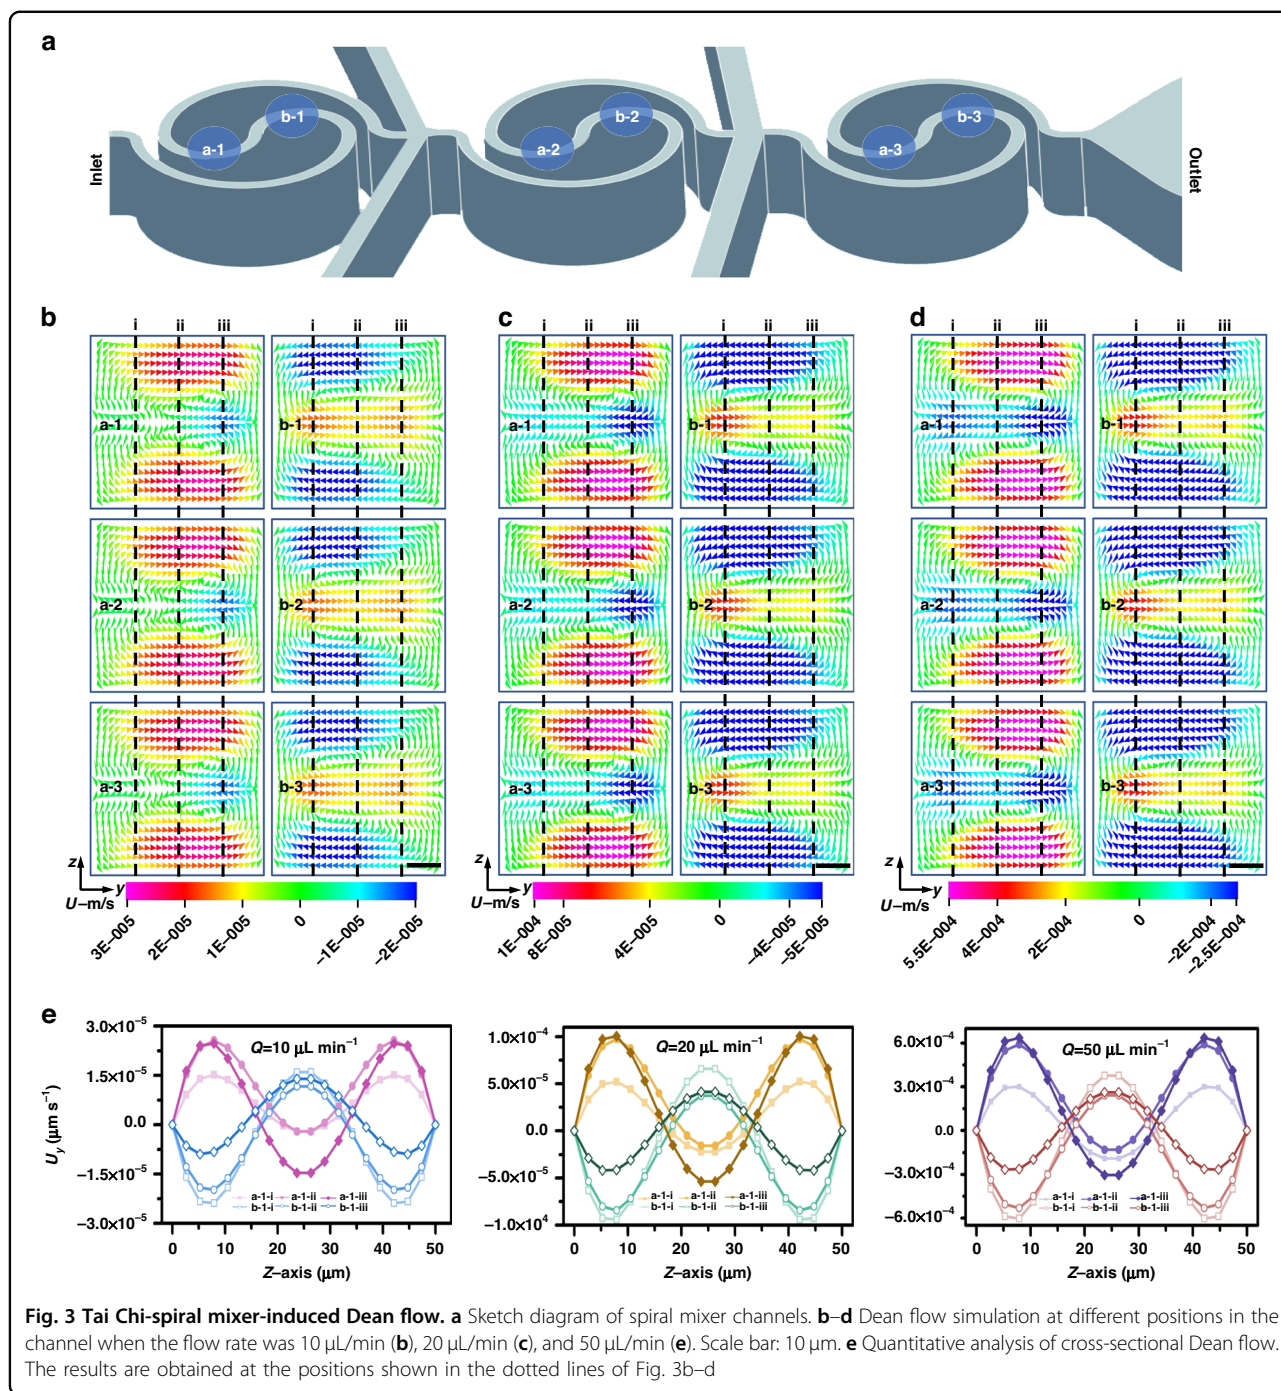 a
b-1
b-2
b-3
a-1
a-2
a-3
Inlet
Outlet
b
c
d
i ii iii i ii iii
i ii iii i ii iii
i ii iii i ii iii
a-1 b-1 a-1 b-1 a-1 b-1
a-2 b-2 a-2 b-2 a-2 b-2
a-3 b-3 a-3 b-3 a-3 b-3
z y z y z y
U–m/s U–m/s U–m/s
3E–005 2E–005 1E–005 0 –1E–005 –2E–005
1E–004 8E–005 4E–005 0 –4E–005 –5E–005
5.5E–004 4E–004 2E–004 0 –2E–004 –2.5E–004
e
Uy (μm s⁻¹)
3.0×10⁻⁵
1.5×10⁻⁵
0.0
−1.5×10⁻⁵
−3.0×10⁻⁵
Q=10 μL min⁻¹
a-1-i a-1-ii a-1-iii
b-1-i b-1-ii b-1-iii
0 10 20 30 40 50
Z–axis (μm)
1.0×10⁻⁴
5.0×10⁻⁵
0.0
−5.0×10⁻⁵
−1.0×10⁴
Q=20 μL min⁻¹
a-1-i a-1-ii a-1-iii
b-1-i b-1-ii b-1-iii
0 10 20 30 40 50
Z–axis (μm)
6.0×10⁻⁴
3.0×10⁻⁴
0.0
−3.0×10⁻⁴
−6.0×10⁻⁴
Q=50 μL min⁻¹
a-1-i a-1-ii a-1-iii
b-1-i b-1-ii b-1-iii
0 10 20 30 40 50
Z–axis (μm)
Fig. 3 Tai Chi-spiral mixer-induced Dean flow. a Sketch diagram of spiral mixer channels. b–d Dean flow simulation at different positions in the
channel when the flow rate was 10 μL/min (b), 20 μL/min (c), and 50 μL/min (e). Scale bar: 10 μm. e Quantitative analysis of cross-sectional Dean flow.
The results are obtained at the positions shown in the dotted lines of Fig. 3b–d